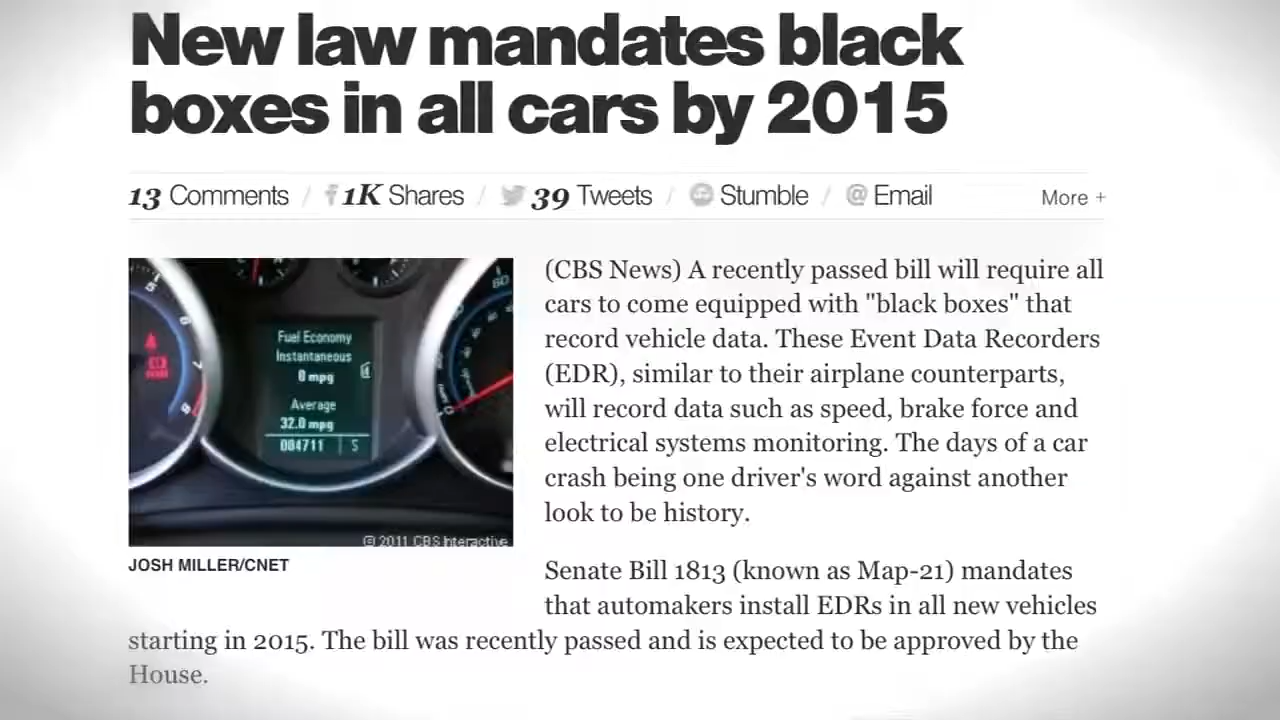 New law mandates black
boxes in all cars by 2015
13 Comments / 1K Shares / 39 Tweets / Stumble / @ Email More +
Fuel Economy
Instantaneous
0 mpg
Average
32.0 mpg
004711 S
© 2011 CBS Interactive
JOSH MILLER/CNET
(CBS News) A recently passed bill will require all
cars to come equipped with "black boxes" that
record vehicle data. These Event Data Recorders
(EDR), similar to their airplane counterparts,
will record data such as speed, brake force and
electrical systems monitoring. The days of a car
crash being one driver's word against another
look to be history.
Senate Bill 1813 (known as Map-21) mandates
that automakers install EDRs in all new vehicles
starting in 2015. The bill was recently passed and is expected to be approved by the
House.